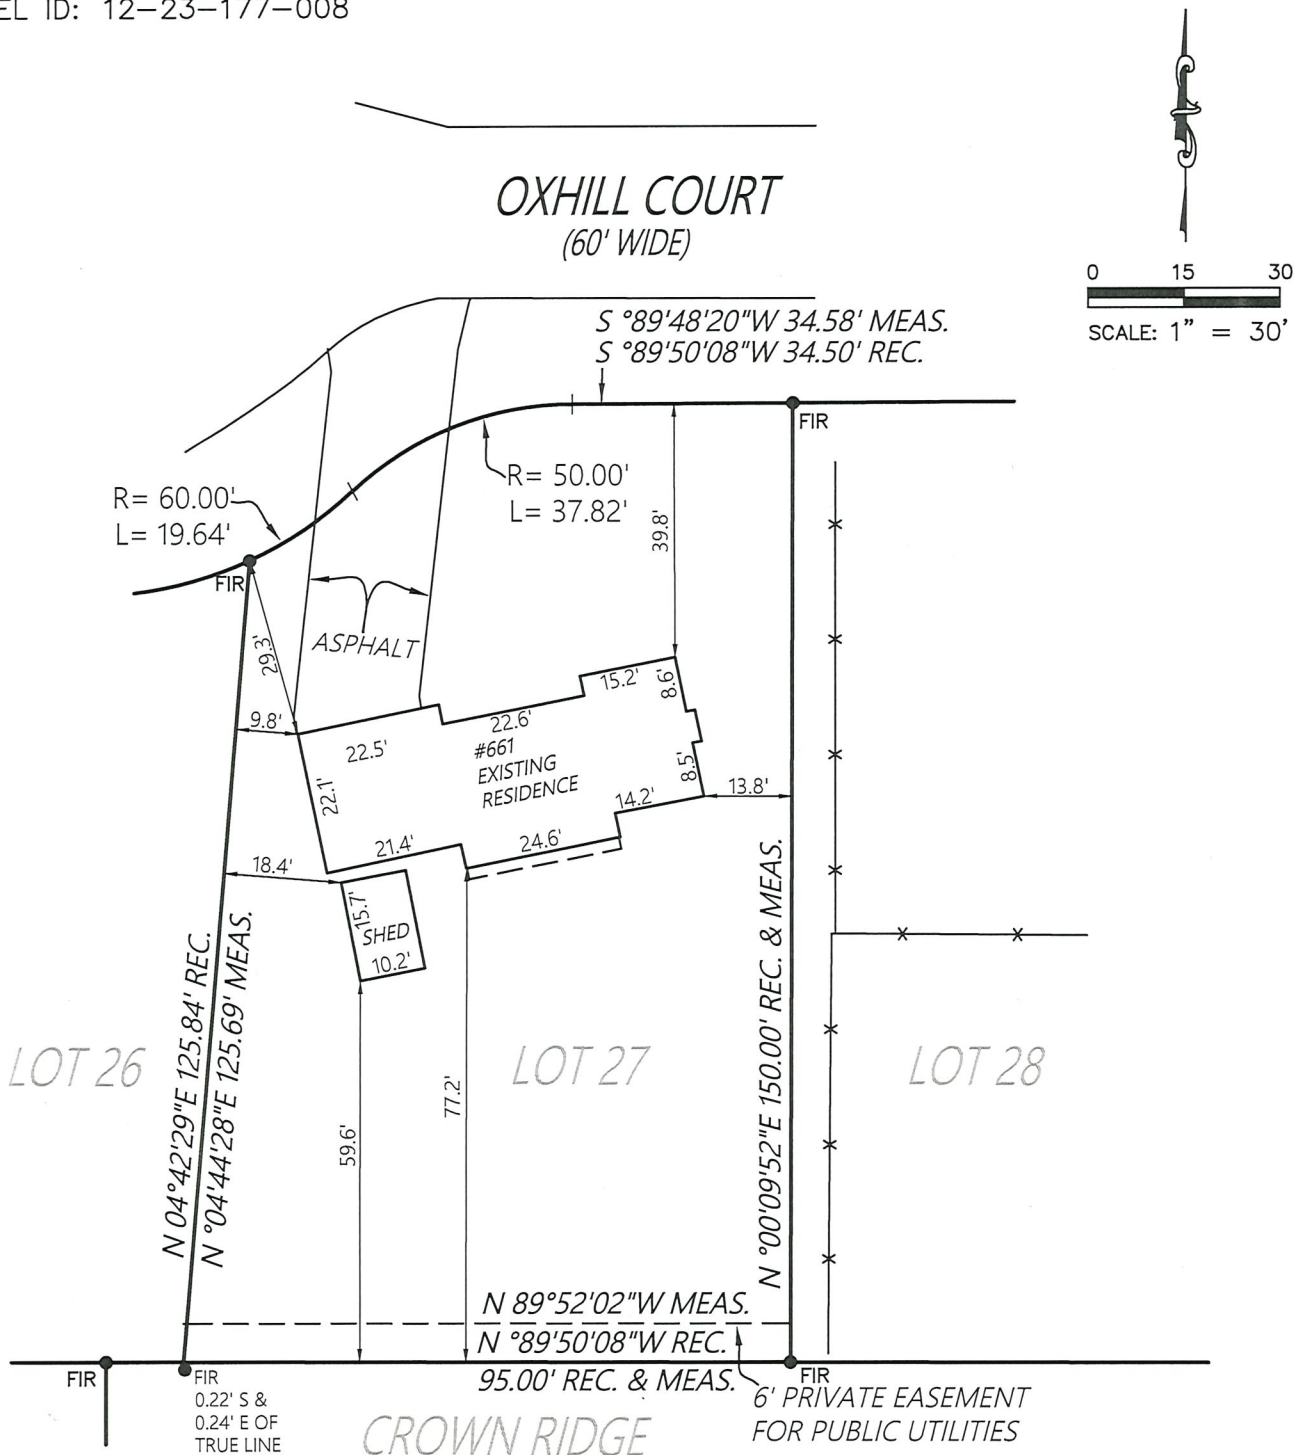 EL ID: 12-23-177-008
OXHILL COURT
(60' WIDE)
0 15 30
SCALE: 1" = 30'
S °89'48'20"W 34.58' MEAS.
S °89'50'08"W 34.50' REC.
FIR
R= 50.00'
L= 37.82'
R= 60.00'
L= 19.64'
39.8'
FIR
ASPHALT
29.3'
9.8'
15.2'
8.6'
22.6'
22.5'
#661
EXISTING
RESIDENCE
22.1'
8.5'
13.8'
14.2'
24.6'
21.4'
18.4'
15.7'
SHED
10.2'
N 04°42'29"E 125.84' REC.
N °04'44'28"E 125.69' MEAS.
N °00'09'52"E 150.00' REC. & MEAS.
LOT 26
LOT 27
LOT 28
77.2'
59.6'
N 89°52'02"W MEAS.
N °89'50'08"W REC.
95.00' REC. & MEAS.
FIR
FIR
0.22' S &
0.24' E OF
TRUE LINE
FIR
6' PRIVATE EASEMENT
FOR PUBLIC UTILITIES
CROWN RIDGE